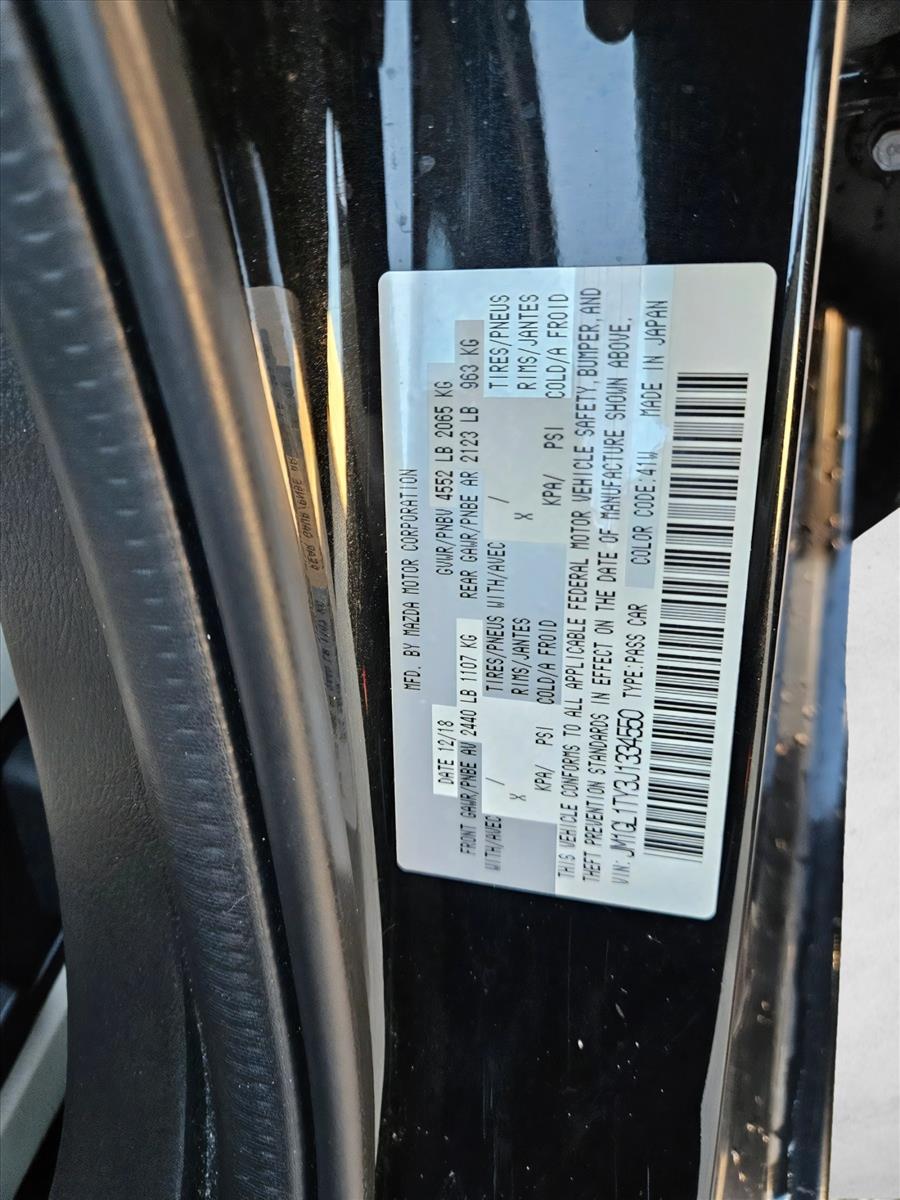 MFD. BY MAZDA MOTOR CORPORATION
DATE 12/18 GVWR/PNBV 4552 LB 2065 KG
FRONT GAWR/PNBE AV 2440 LB 1107 KG REAR GAWR/PNBE AR 2123 LB 963 KG
WITH/AVEC / TIRES/PNEUS WITH/AVEC / TIRES/PNEUS
X RIMS/JANTES X RIMS/JANTES
KPA/ PSI COLD/A FROID KPA/ PSI COLD/A FROID
THIS VEHICLE CONFORMS TO ALL APPLICABLE FEDERAL MOTOR VEHICLE SAFETY, BUMPER, AND
THEFT PREVENTION STANDARDS IN EFFECT ON THE DATE OF MANUFACTURE SHOWN ABOVE.
VIN: JM1GL1TY3J1334550 TYPE:PASS CAR COLOR CODE:41W MADE IN JAPAN